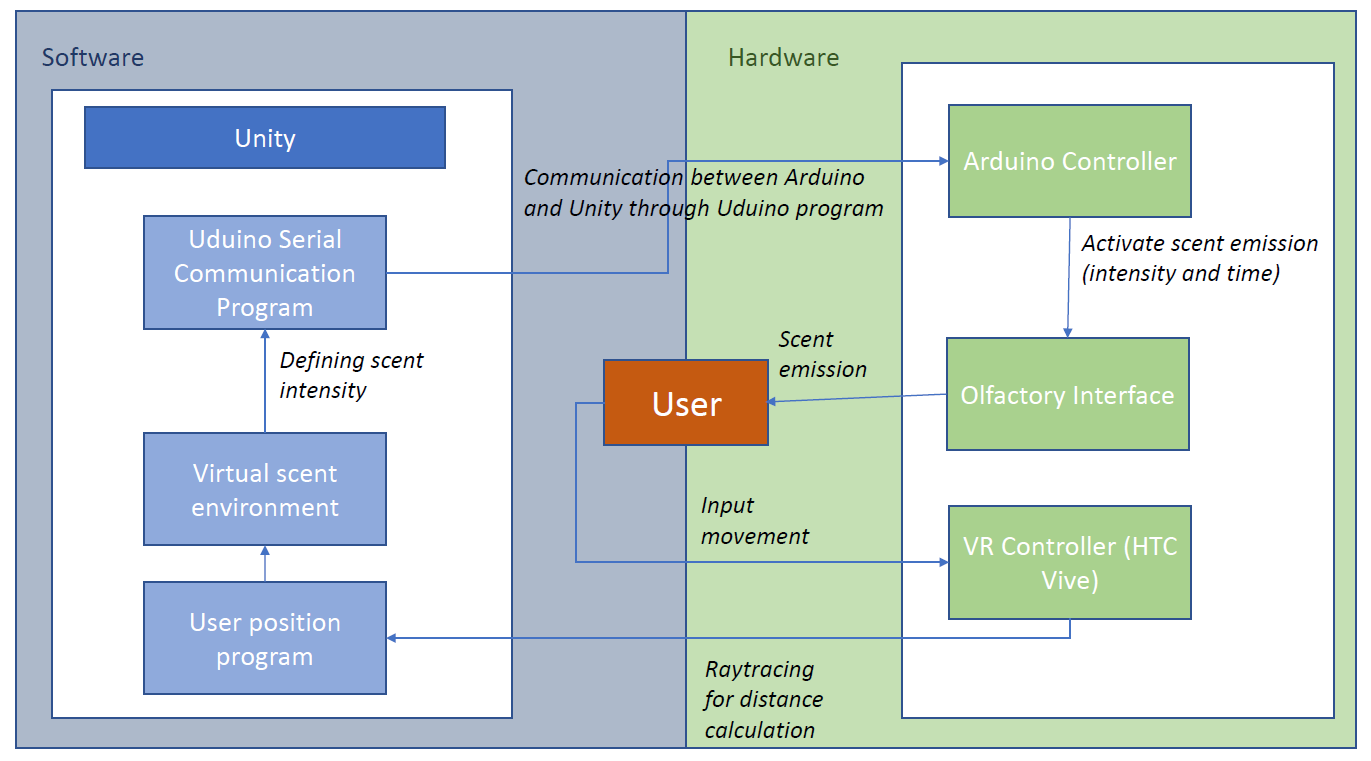 Software
Hardware
Unity
Arduino Controller
Communication between Arduino
and Unity through Uduino program
Uduino Serial
Communication
Program
Activate scent emission
(intensity and time)
Defining scent
intensity
Scent
emission
User
Olfactory Interface
Virtual scent
environment
Input
movement
VR Controller (HTC
Vive)
User position
program
Raytracing
for distance
calculation